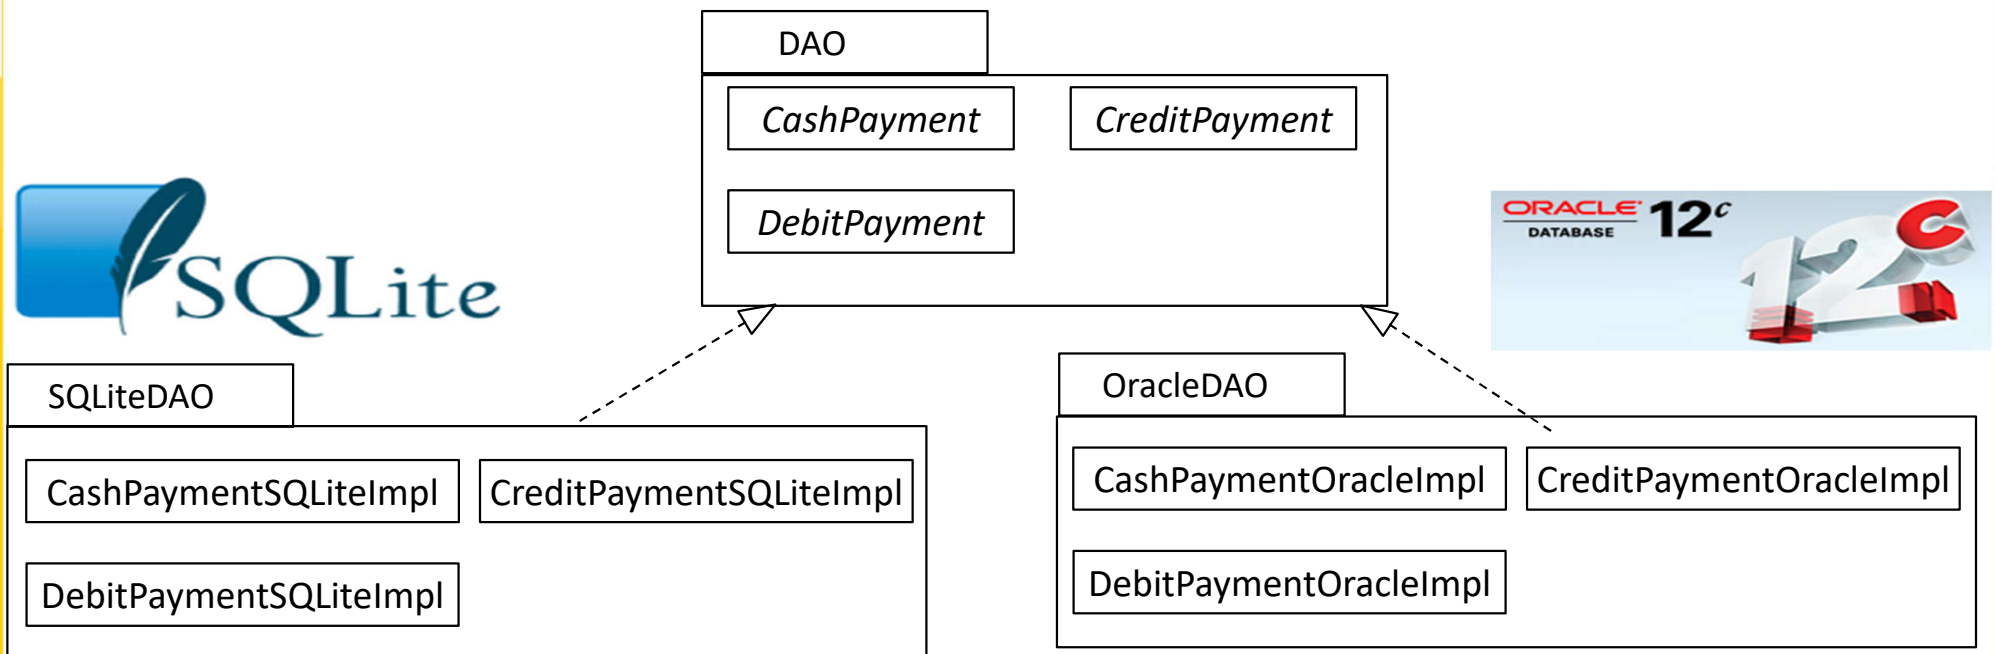 DAO
CashPayment CreditPayment
DebitPayment
SQLite
ORACLE 12c
DATABASE
12c
SQLiteDAO
CashPaymentSQLiteImpl CreditPaymentSQLiteImpl
DebitPaymentSQLiteImpl
OracleDAO
CashPaymentOracleImpl CreditPaymentOracleImpl
DebitPaymentOracleImpl